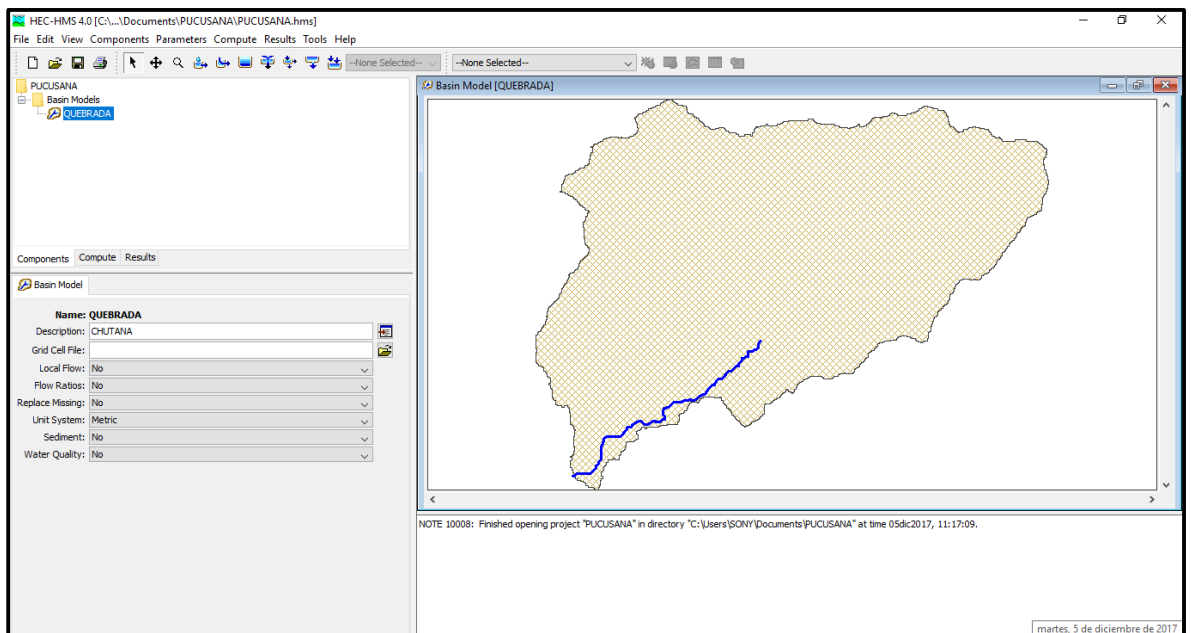 HEC-HMS 4.0 [C:\...\Documents\PUCUSANA\PUCUSANA.hms]
File Edit View Components Parameters Compute Results Tools Help
--None Selected-- --None Selected--
PUCUSANA
Basin Models
QUEBRADA
Components Compute Results
Basin Model
Name: QUEBRADA
Description: CHUTANA
Grid Cell File:
Local Flow: No
Flow Ratios: No
Replace Missing: No
Unit System: Metric
Sediment: No
Water Quality: No
Basin Model [QUEBRADA]
NOTE 10008: Finished opening project "PUCUSANA" in directory "C:\Users\SONY\Documents\PUCUSANA" at time 05dic2017, 11:17:09.
martes, 5 de diciembre de 2017